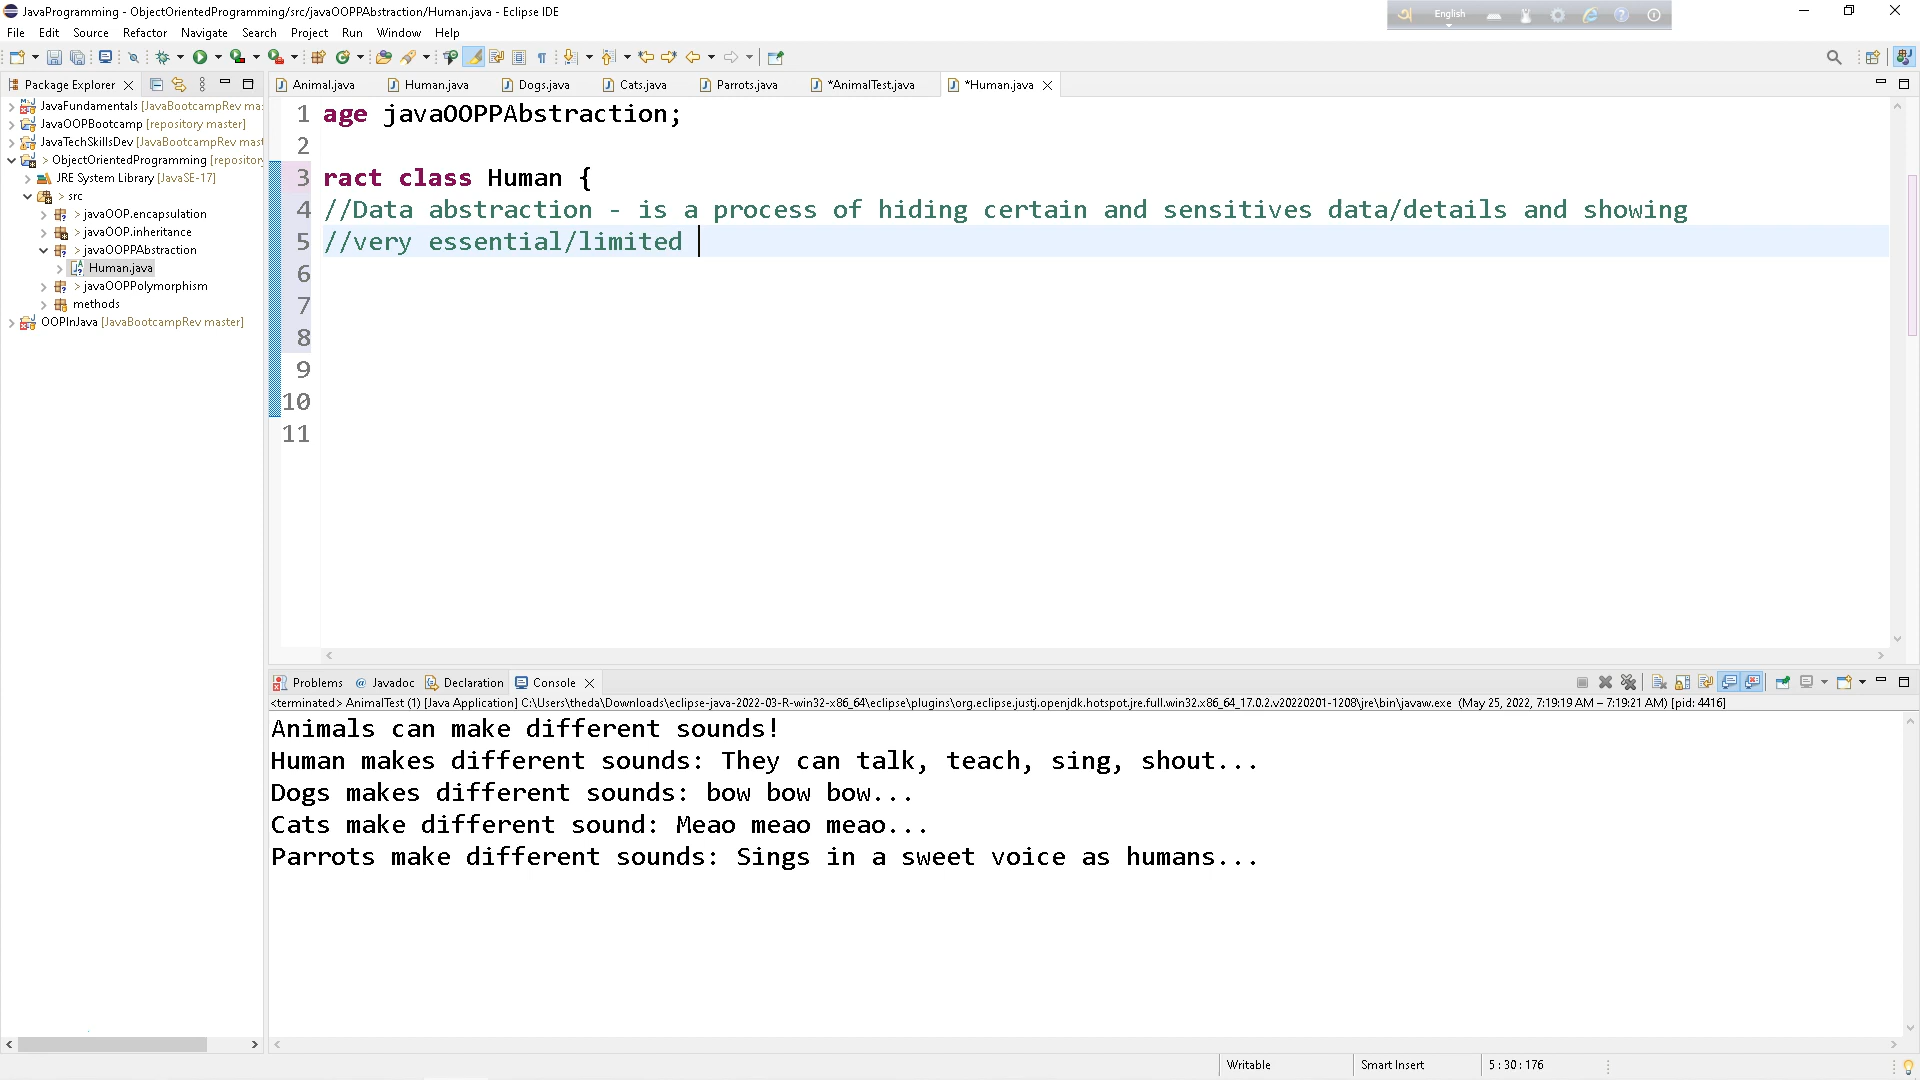 JavaProgramming - ObjectOrientedProgramming/src/javaOOPPAbstraction/Human.java - Eclipse IDE
English
File Edit Source Refactor Navigate Search Project Run Window Help
Package Explorer
Animal.java Human.java Dogs.java Cats.java Parrots.java *AnimalTest.java *Human.java
JavaFundamentals [JavaBootcampRev mas
JavaOOPBootcamp [repository master]
JavaTechSkillsDev [JavaBootcampRev mast
> ObjectOrientedProgramming [repository
JRE System Library [JavaSE-17]
> src
> javaOOP.encapsulation
> javaOOP.inheritance
> javaOOPPAbstraction
Human.java
> javaOOPPolymorphism
methods
OOPInJava [JavaBootcampRev master]
1 age javaOOPPAbstraction;
2
3 ract class Human {
4 //Data abstraction - is a process of hiding certain and sensitives data/details and showing
5 //very essential/limited
6
7
8
9
10
11
Problems @ Javadoc Declaration Console
<terminated> AnimalTest (1) [Java Application] C:\Users\theda\Downloads\eclipse-java-2022-03-R-win32-x86_64\eclipse\plugins\org.eclipse.justj.openjdk.hotspot.jre.full.win32.x86_64_17.0.2.v20220201-1208\jre\bin\javaw.exe (May 25, 2022, 7:19:19 AM – 7:19:21 AM) [pid: 4416]
Animals can make different sounds!
Human makes different sounds: They can talk, teach, sing, shout...
Dogs makes different sounds: bow bow bow...
Cats make different sound: Meao meao meao...
Parrots make different sounds: Sings in a sweet voice as humans...
Writable Smart Insert 5 : 30 : 176